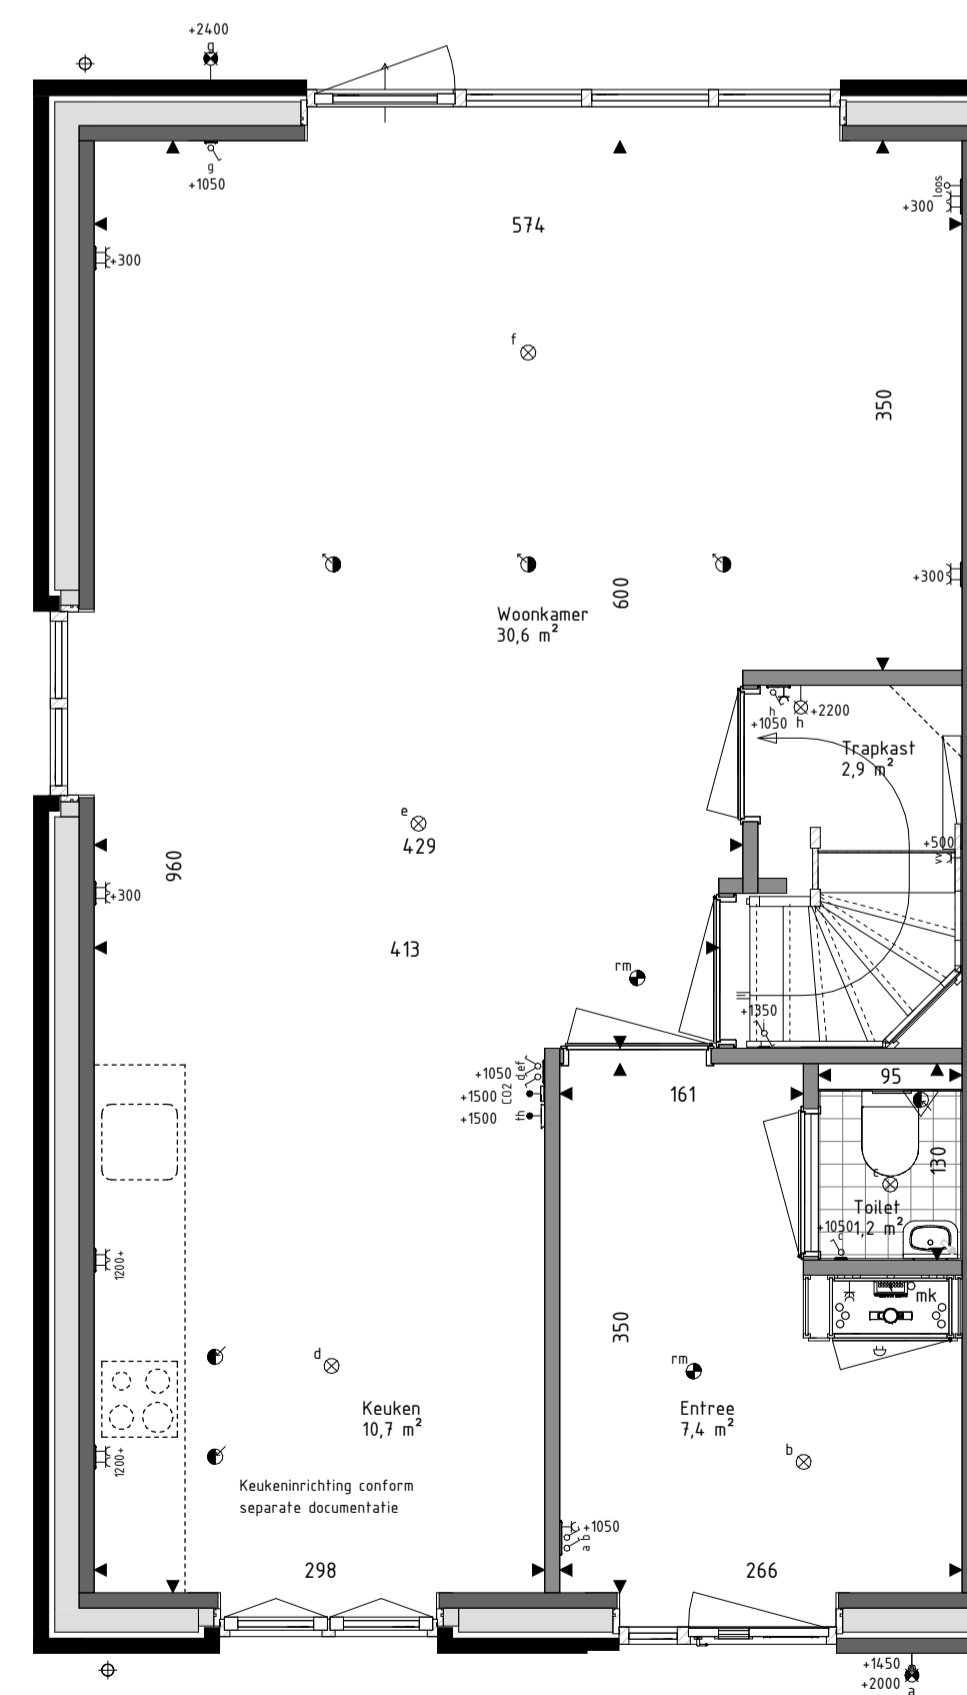 +2400
g
g
+1050
574
loos
+300
+300
f
350
600
+300
Woonkamer
30,6 m²
h
+1050
h
+2200
Trapkast
2,9 m²
e
429
960
+500
+300
413
rm
+1350
+1050
def
+1500
CO2
+1500
th
161
95
130
c
Toilet
1,2 m²
+1050
c
1200+
mk
350
d
rm
Keuken
10,7 m²
Entree
7,4 m²
b
1200+
Keukeninrichting conform
separate documentatie
+1050
a b
298
266
+1450
+2000
a